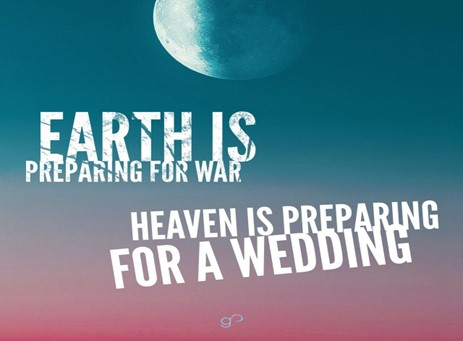 EARTH IS
PREPARING FOR WAR
HEAVEN IS PREPARING
FOR A WEDDING